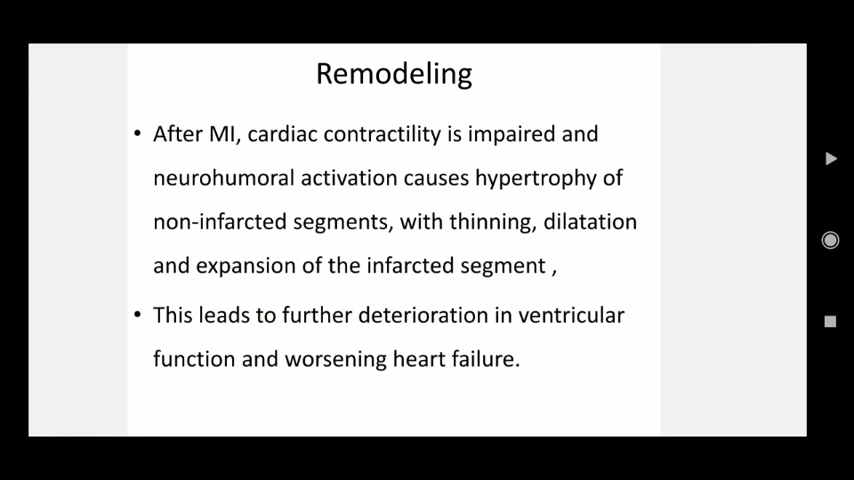 Remodeling
• After MI, cardiac contractility is impaired and
neurohumoral activation causes hypertrophy of
non-infarcted segments, with thinning, dilatation
and expansion of the infarcted segment ,
• This leads to further deterioration in ventricular
function and worsening heart failure.